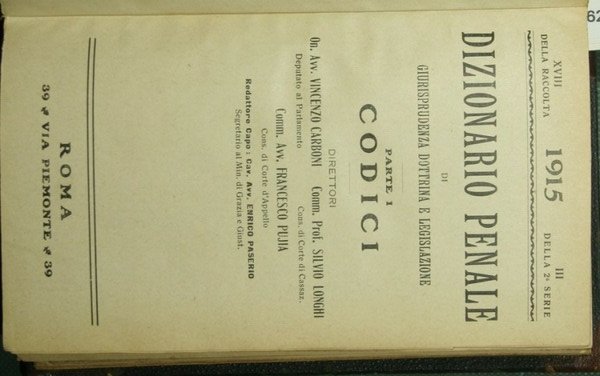 XVIII
DELLA RACCOLTA
1915
III
DELLA 2ª SERIE
DIZIONARIO PENALE
DI
GIURISPRUDENZA DOTTRINA E LEGISLAZIONE
PARTE I
CODICI
DIRETTORI
On. Avv. VINCENZO CARBONI Comm. Prof. SILVIO LONGHI
Deputato al Parlamento Cons. di Corte di Cassaz.
Comm. Avv. FRANCESCO PUJIA
Cons. di Corte d'Appello
Redattore Capo: Cav. Avv. ENRICO PASERIO
Segretario al Min. di Grazia e Giust.
ROMA
39 VIA PIEMONTE 39